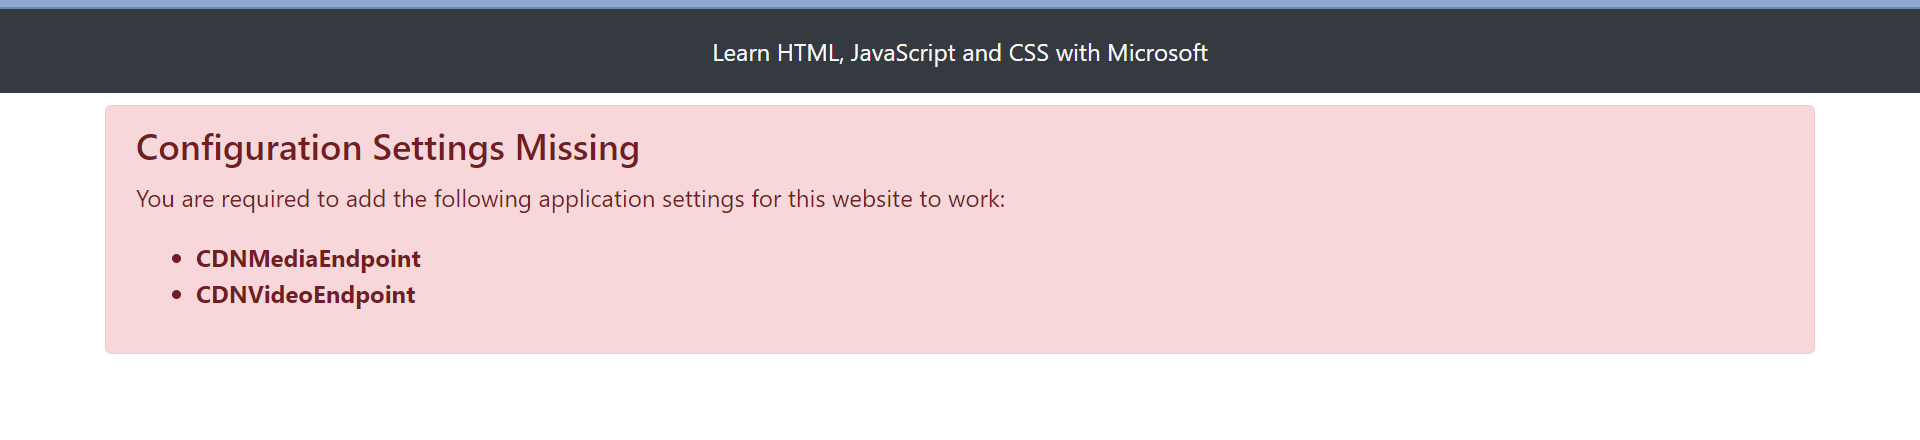 Learn HTML, JavaScript and CSS with Microsoft
Configuration Settings Missing
You are required to add the following application settings for this website to work:
• CDNMediaEndpoint
• CDNVideoEndpoint